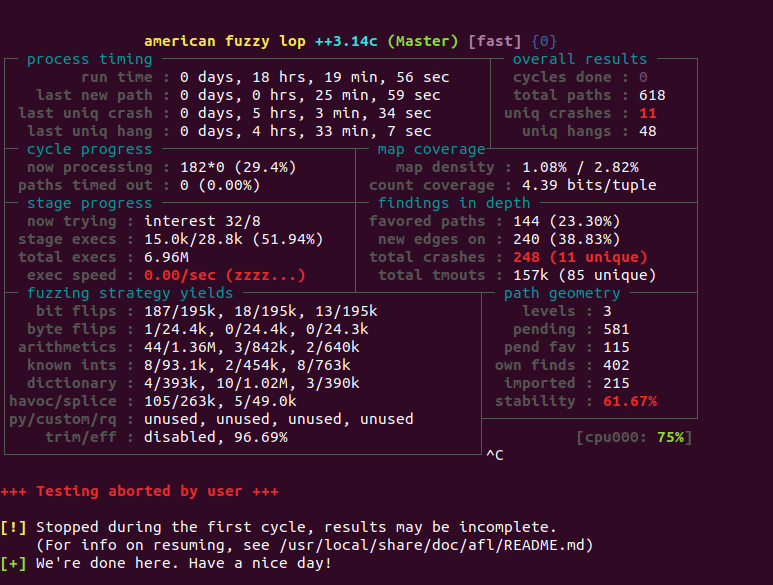 american fuzzy lop ++3.14c (Master) [fast] {0}
process timing overall results
run time : 0 days, 18 hrs, 19 min, 56 sec cycles done : 0
last new path : 0 days, 0 hrs, 25 min, 59 sec total paths : 618
last uniq crash : 0 days, 5 hrs, 3 min, 34 sec uniq crashes : 11
last uniq hang : 0 days, 4 hrs, 33 min, 7 sec uniq hangs : 48
cycle progress map coverage
now processing : 182*0 (29.4%) map density : 1.08% / 2.82%
paths timed out : 0 (0.00%) count coverage : 4.39 bits/tuple
stage progress findings in depth
now trying : interest 32/8 favored paths : 144 (23.30%)
stage execs : 15.0k/28.8k (51.94%) new edges on : 240 (38.83%)
total execs : 6.96M total crashes : 248 (11 unique)
exec speed : 0.00/sec (zzzz...) total tmouts : 157k (85 unique)
fuzzing strategy yields path geometry
bit flips : 187/195k, 18/195k, 13/195k levels : 3
byte flips : 1/24.4k, 0/24.4k, 0/24.3k pending : 581
arithmetics : 44/1.36M, 3/842k, 2/640k pend fav : 115
known ints : 8/93.1k, 2/454k, 8/763k own finds : 402
dictionary : 4/393k, 10/1.02M, 3/390k imported : 215
havoc/splice : 105/263k, 5/49.0k stability : 61.67%
py/custom/rq : unused, unused, unused, unused
trim/eff : disabled, 96.69% [cpu000: 75%]
^C
+++ Testing aborted by user +++
[!] Stopped during the first cycle, results may be incomplete.
(For info on resuming, see /usr/local/share/doc/afl/README.md)
[+] We're done here. Have a nice day!